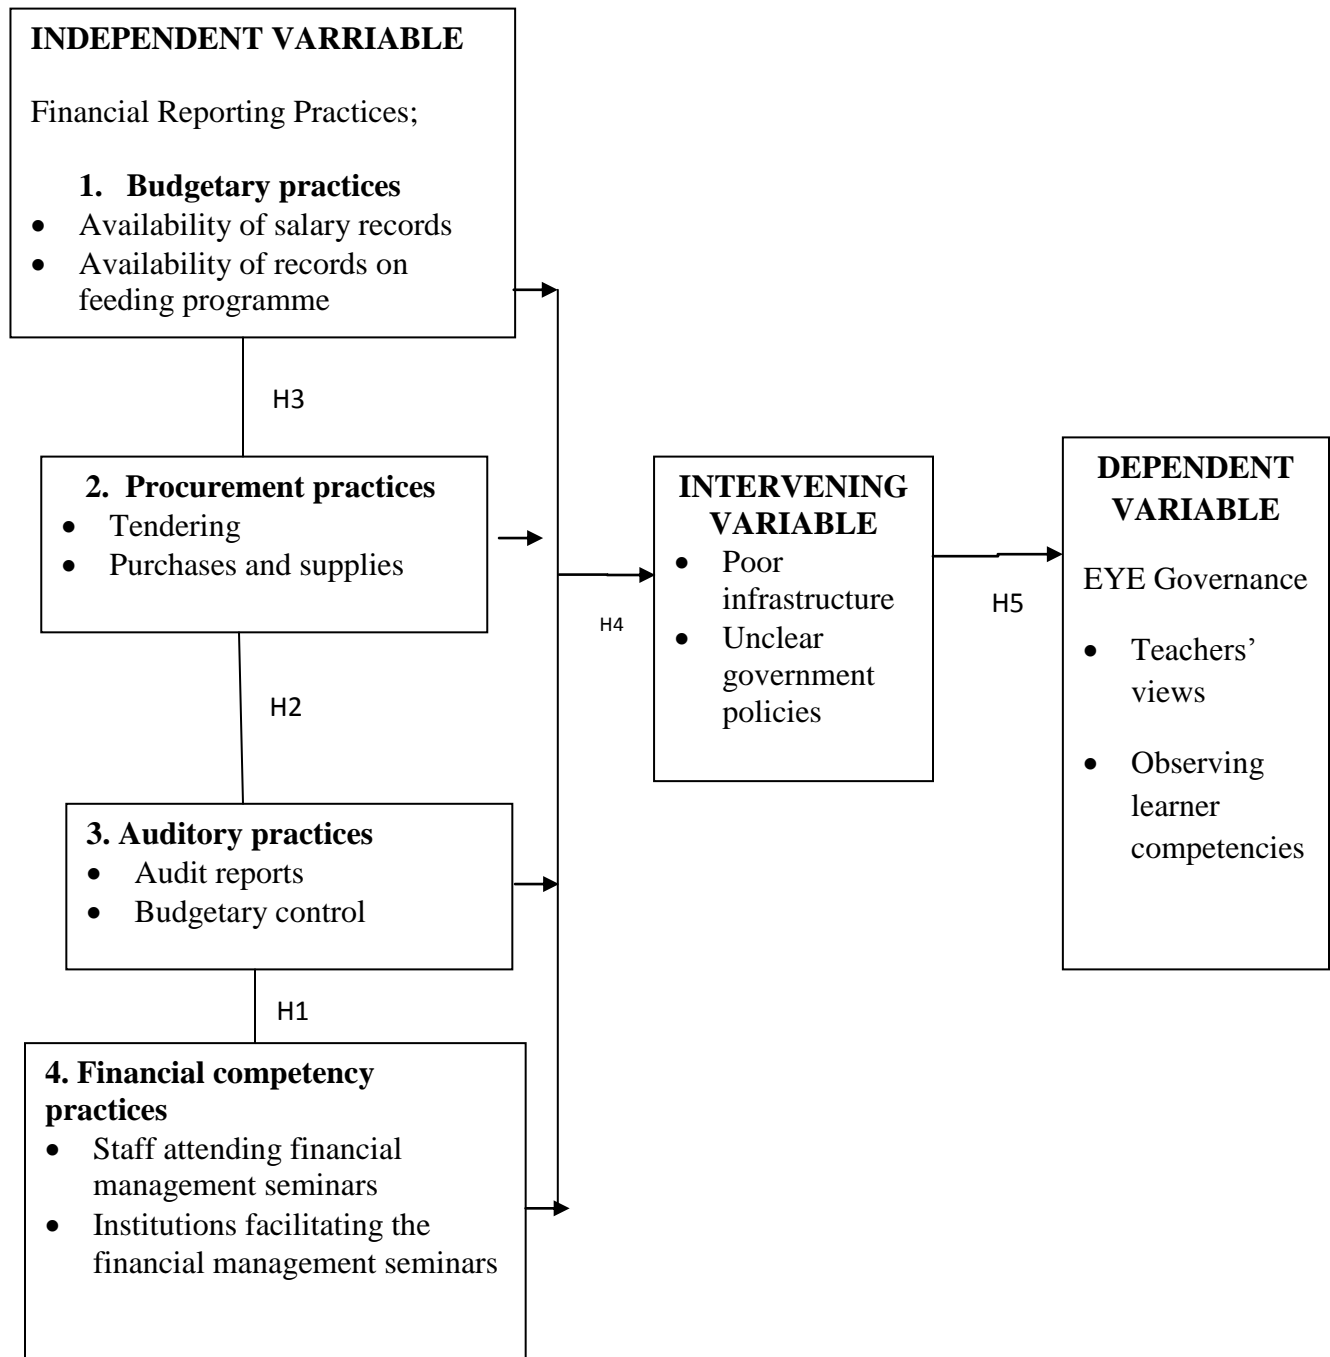 INDEPENDENT VARRIABLE
Financial Reporting Practices;
1. Budgetary practices
• Availability of salary records
• Availability of records on
feeding programme
H3
2. Procurement practices
• Tendering
• Purchases and supplies
H2
3. Auditory practices
• Audit reports
• Budgetary control
H1
4. Financial competency
practices
• Staff attending financial
management seminars
• Institutions facilitating the
financial management seminars
H4
INTERVENING
VARIABLE
• Poor
infrastructure
• Unclear
government
policies
H5
DEPENDENT
VARIABLE
EYE Governance
• Teachers’
views
• Observing
learner
competencies